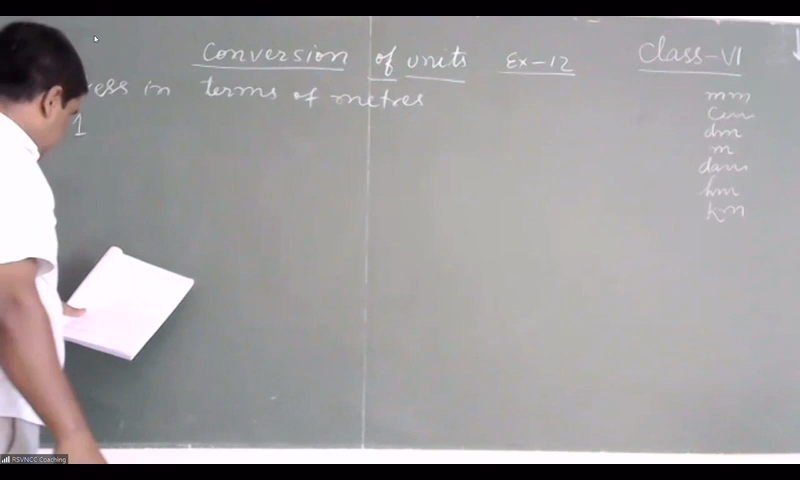 Conversion of units Ex-12 Class-VI
ress in terms of metres
1
mm
cm
dm
m
dam
hm
km
RSVNCC Coaching